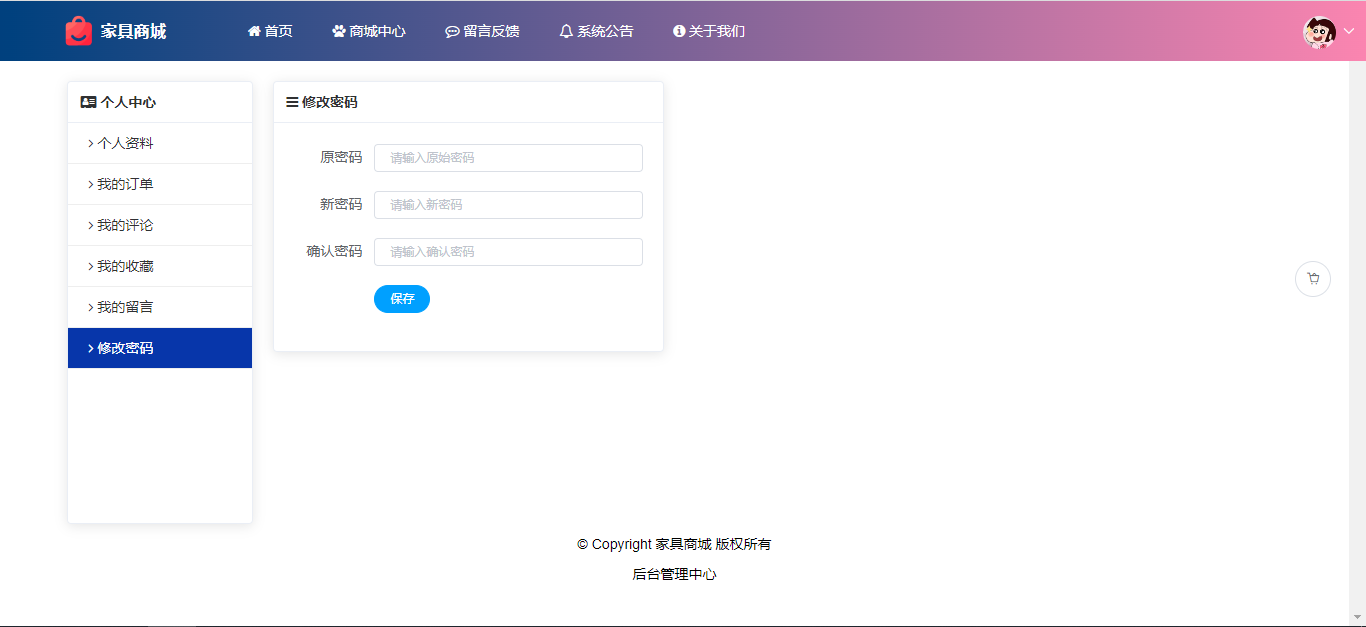 家具商城 首页 商城中心 留言反馈 系统公告 关于我们
个人中心
个人资料
我的订单
我的评论
我的收藏
我的留言
修改密码
修改密码
原密码 请输入原始密码
新密码 请输入新密码
确认密码 请输入确认密码
保存
© Copyright 家具商城 版权所有
后台管理中心